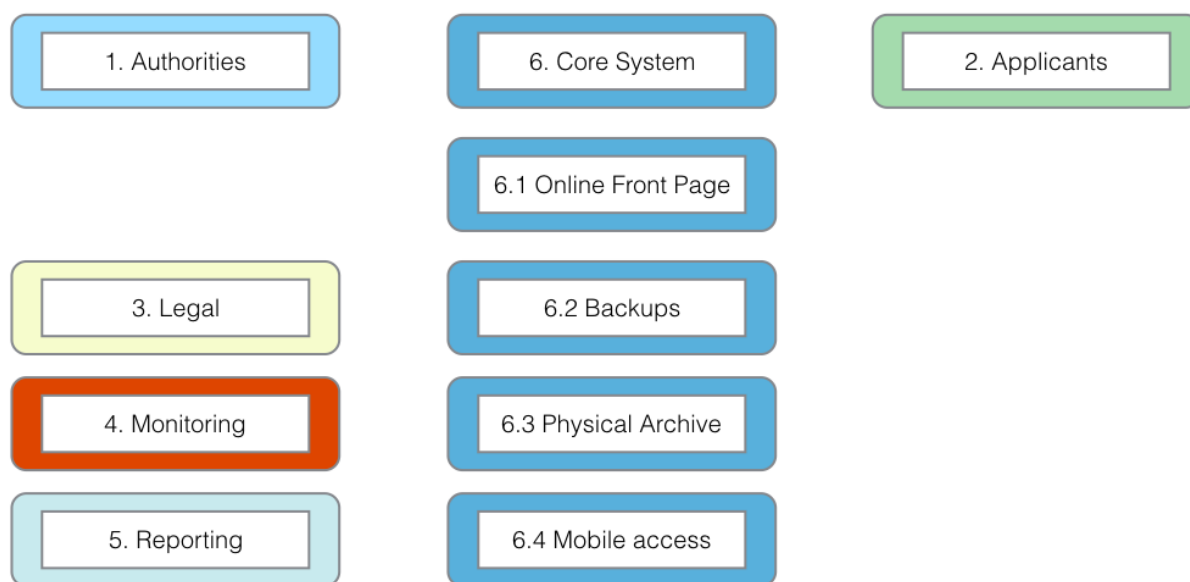 1. Authorities
6. Core System
2. Applicants
6.1 Online Front Page
3. Legal
6.2 Backups
4. Monitoring
6.3 Physical Archive
5. Reporting
6.4 Mobile access